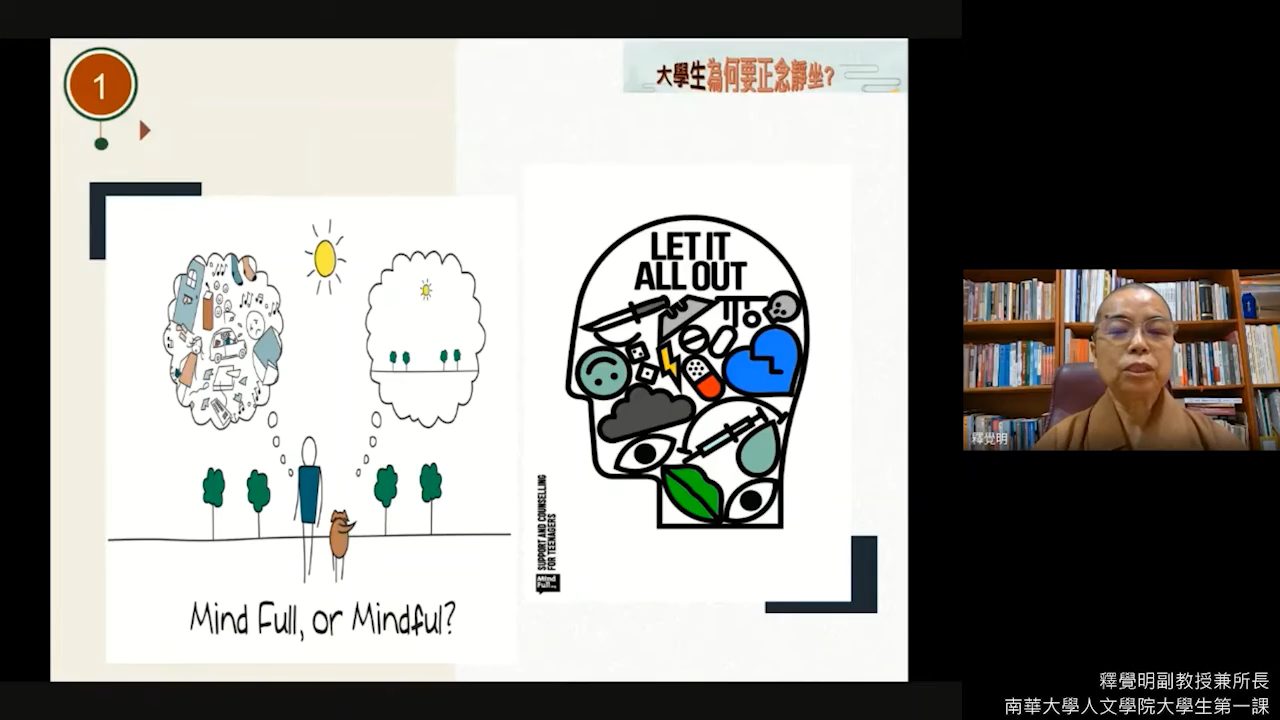 1
大學生為何要正念靜坐?
LET IT
ALL OUT
SUPPORT AND COUNSELLING
FOR TEENAGERS
Mind
Full
Mind Full, or Mindful?
釋覺明
釋覺明副教授兼所長
南華大學人文學院大學生第一課